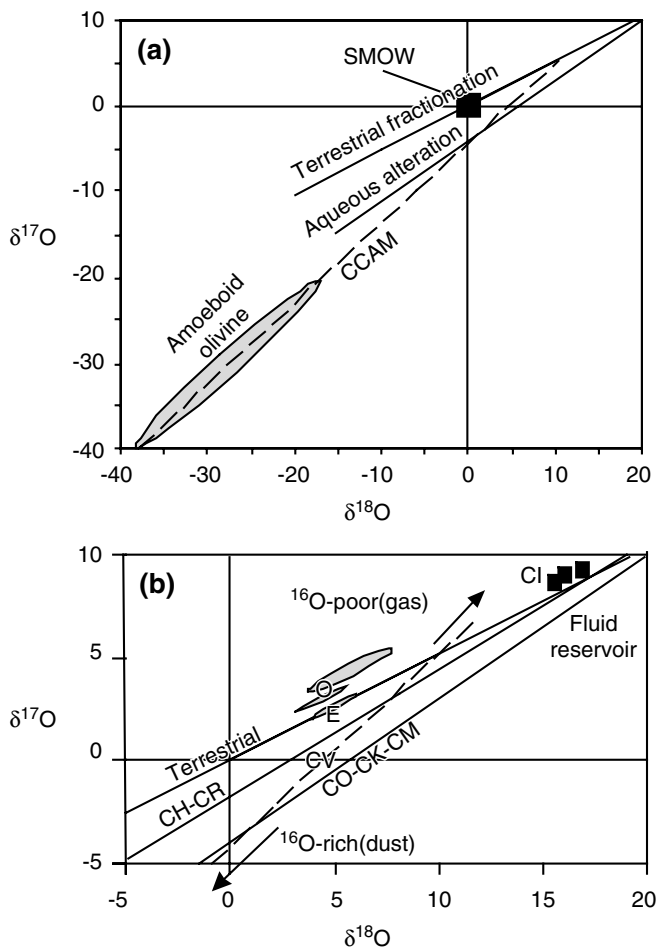 10
(a)
SMOW
0
Terrestrial fractionation
Aqueous alteration
-10
δ¹⁷O
CCAM
-20
Amoeboid
olivine
-30
-40
-40 -30 -20 -10 0 10 20
δ¹⁸O
10
(b)
CI
¹⁶O-poor(gas)
Fluid
reservoir
5
O
E
δ¹⁷O
Terrestrial
0
CV
CO-CK-CM
CH-CR
¹⁶O-rich(dust)
-5
-5 0 5 10 15 20
δ¹⁸O